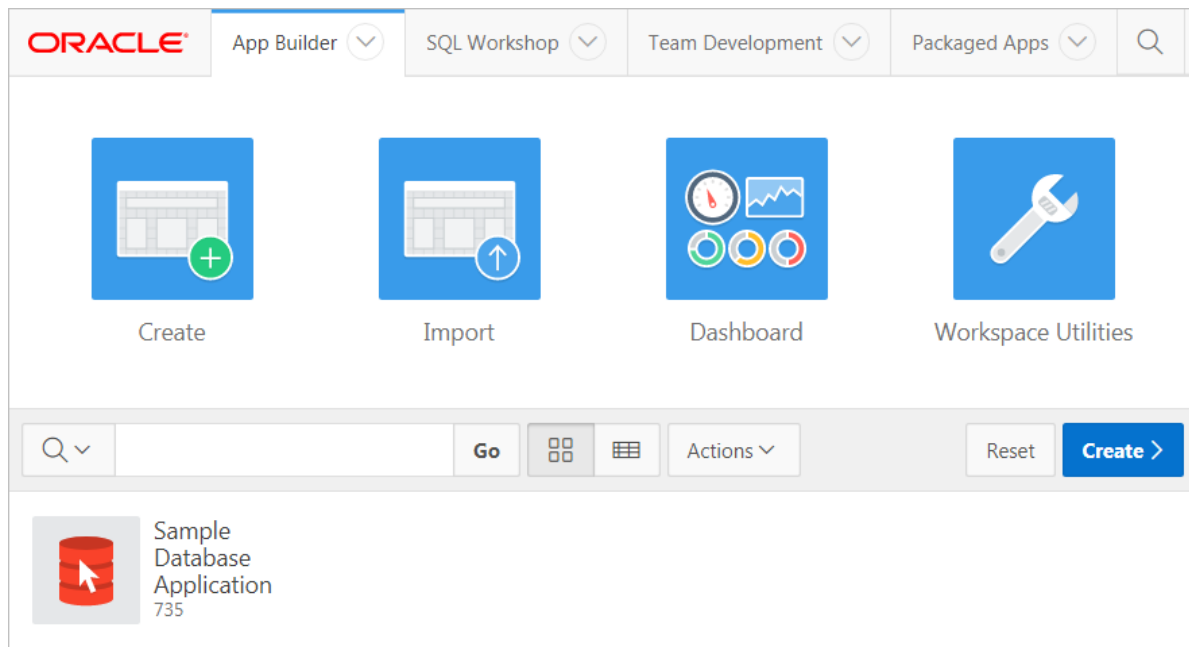 ORACLE
App Builder
SQL Workshop
Team Development
Packaged Apps
Create
Import
Dashboard
Workspace Utilities
Go
Actions
Reset
Create
Sample
Database
Application
735